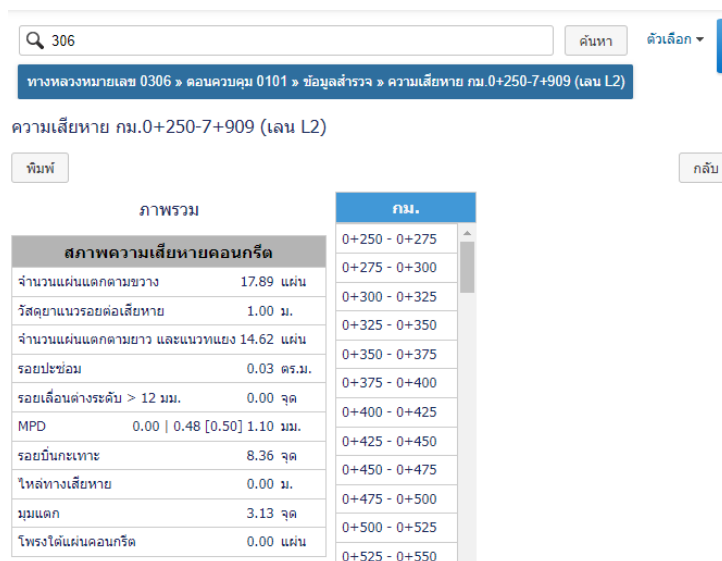 306
ค้นหา
ตัวเลือก
ทางหลวงหมายเลข 0306 » ตอนควบคุม 0101 » ข้อมูลสำรวจ » ความเสียหาย กม.0+250-7+909 (เลน L2)
ความเสียหาย กม.0+250-7+909 (เลน L2)
พิมพ์
กลับ
ภาพรวม
สภาพความเสียหายคอนกรีต
จำนวนแผ่นแตกตามขวาง 17.89 แผ่น
วัสดุยาแนวรอยต่อเสียหาย 1.00 ม.
จำนวนแผ่นแตกตามยาว และแนวทแยง 14.62 แผ่น
รอยปะซ่อม 0.03 ตร.ม.
รอยเลื่อนต่างระดับ > 12 มม. 0.00 จุด
MPD 0.00 | 0.48 [0.50] 1.10 มม.
รอยบิ่นกะเทาะ 8.36 จุด
ไหล่ทางเสียหาย 0.00 ม.
มุมแตก 3.13 จุด
โพรงใต้แผ่นคอนกรีต 0.00 แผ่น
กม.
0+250 - 0+275
0+275 - 0+300
0+300 - 0+325
0+325 - 0+350
0+350 - 0+375
0+375 - 0+400
0+400 - 0+425
0+425 - 0+450
0+450 - 0+475
0+475 - 0+500
0+500 - 0+525
0+525 - 0+550